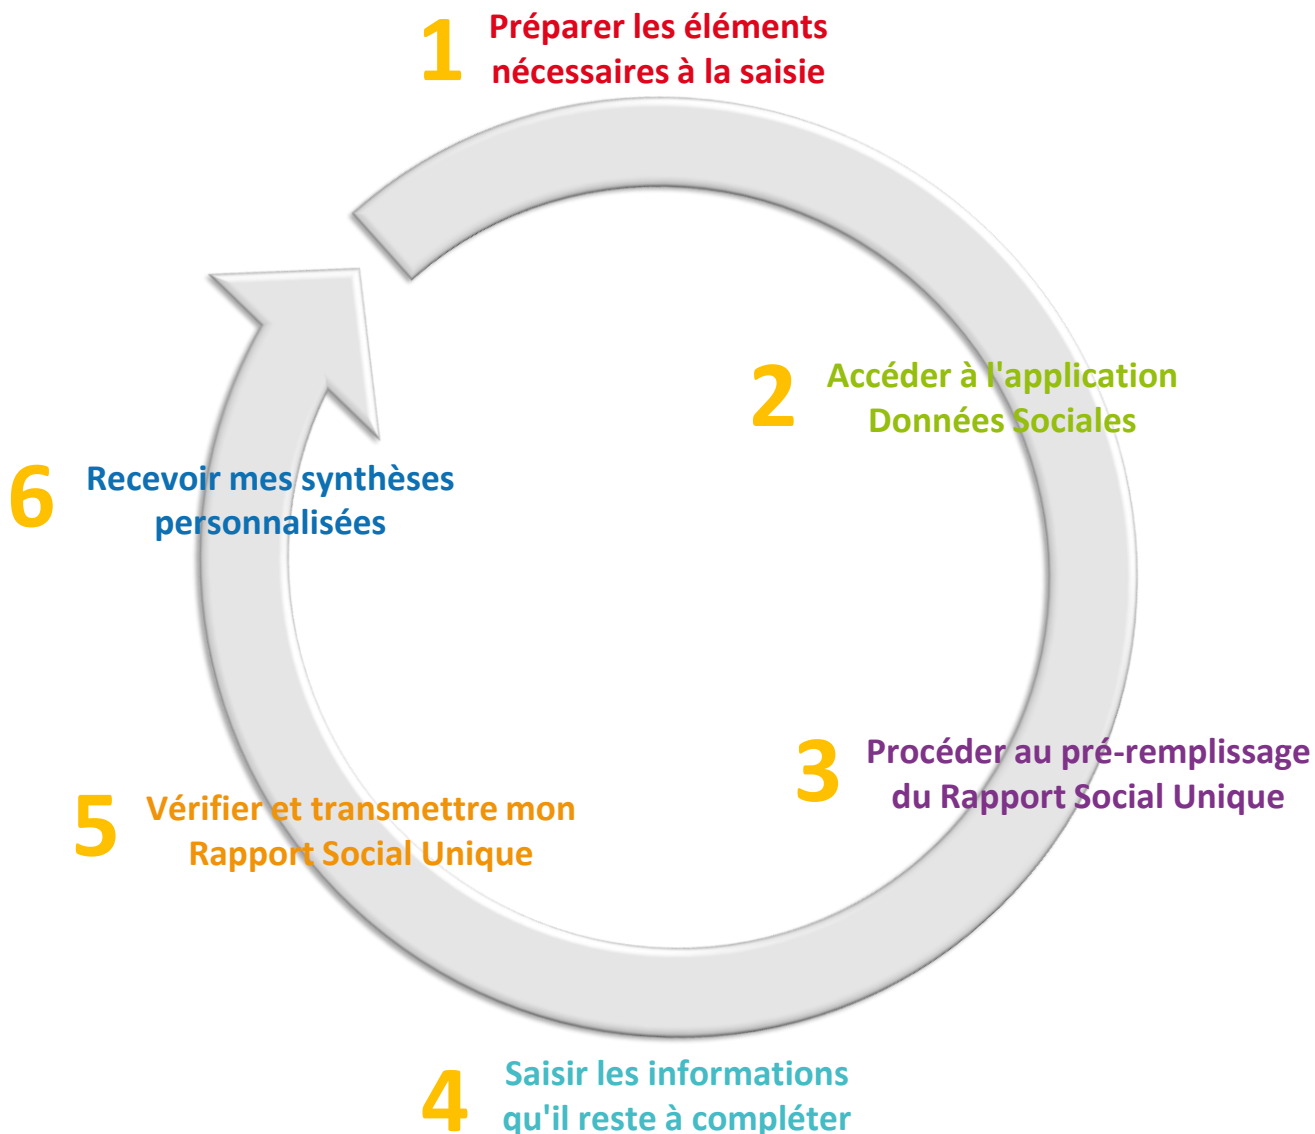 1
Préparer les éléments
nécessaires à la saisie
2
Accéder à l'application
Données Sociales
3
Procéder au pré-remplissage
du Rapport Social Unique
4
Saisir les informations
qu'il reste à compléter
5
Vérifier et transmettre mon
Rapport Social Unique
6
Recevoir mes synthèses
personnalisées